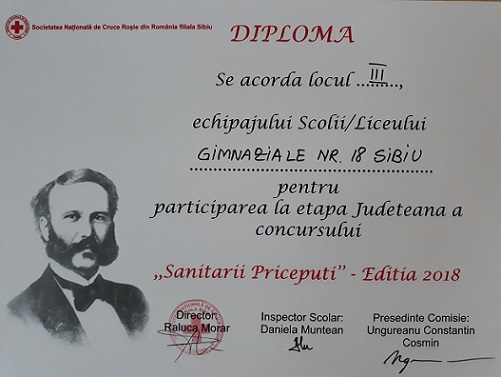 Societatea Naţională de Cruce Roşie din România filiala Sibiu
DIPLOMA
Se acorda locul ....III....,
echipajului Scolii/Liceului
GIMNAZIALE NR. 18 SIBIU
pentru
participarea la etapa Judeteana a
concursului
„Sanitarii Priceputi” - Editia 2018
Director
Raluca Morar
Inspector Scolar:
Daniela Muntean
Presedinte Comisie:
Ungureanu Constantin
Cosmin